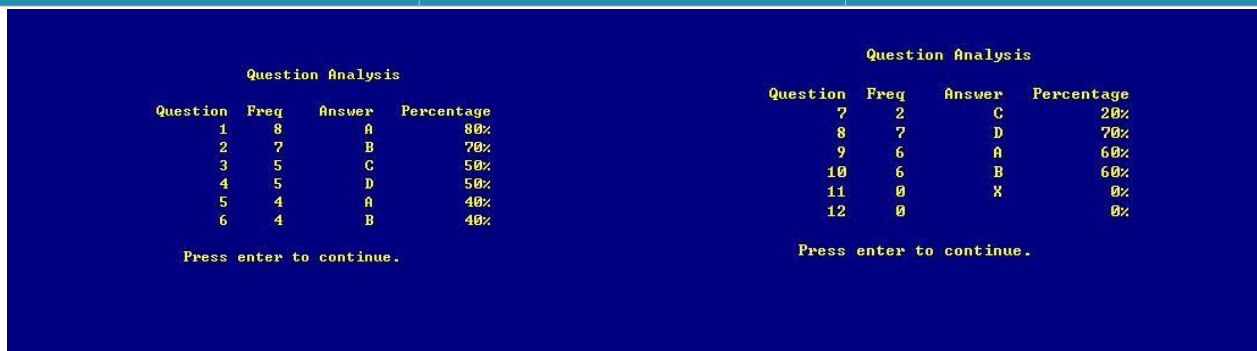 Question Analysis
Question Freq Answer Percentage
1 8 A 80%
2 7 B 70%
3 5 C 50%
4 5 D 50%
5 4 A 40%
6 4 B 40%
Press enter to continue.
Question Analysis
Question Freq Answer Percentage
7 2 C 20%
8 7 D 70%
9 6 A 60%
10 6 B 60%
11 0 X 0%
12 0 0%
Press enter to continue.